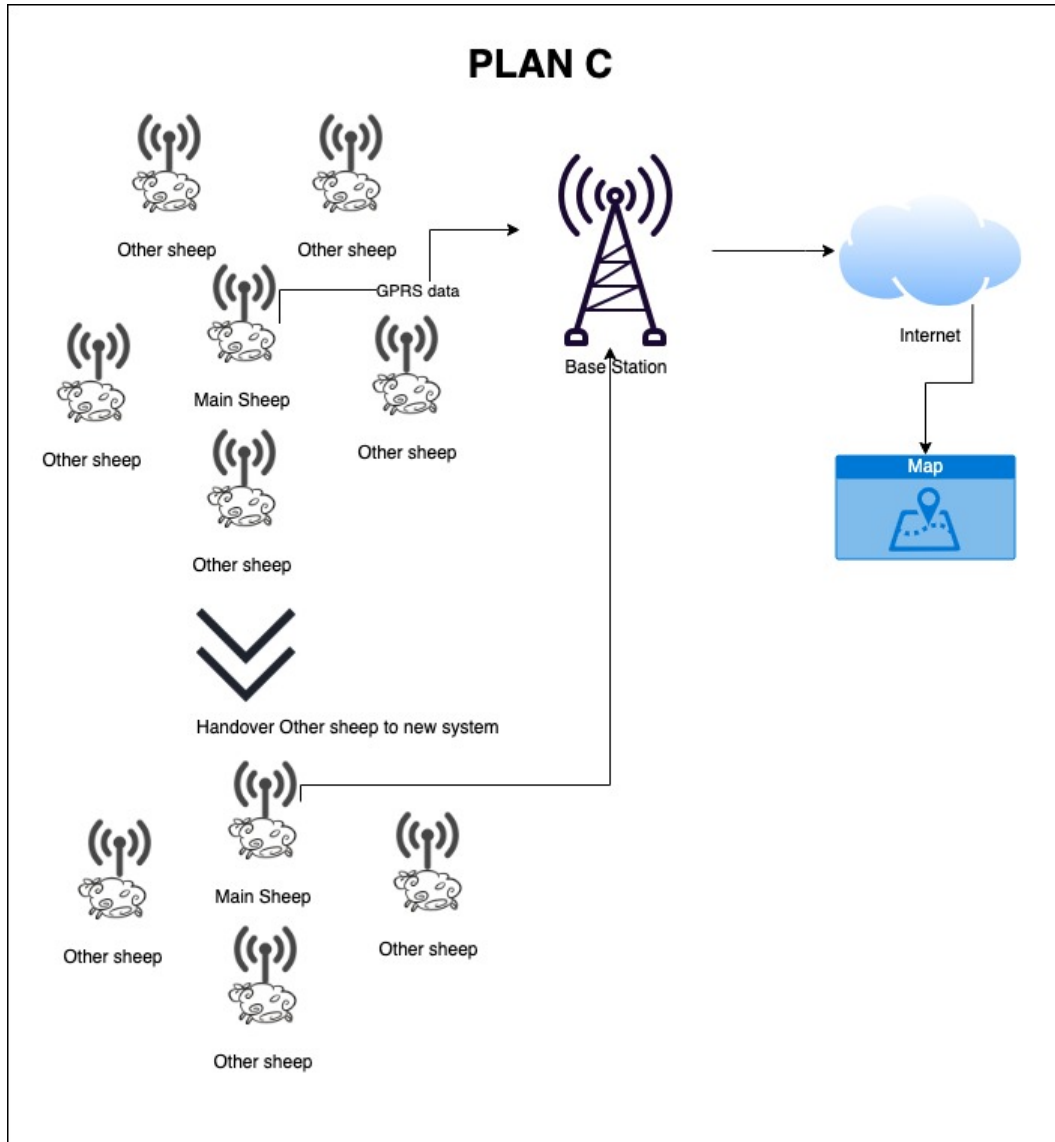 PLAN C
Other sheep
Other sheep
GPRS data
Main Sheep
Other sheep
Other sheep
Other sheep
Base Station
Internet
Map
Handover Other sheep to new system
Main Sheep
Other sheep
Other sheep
Other sheep